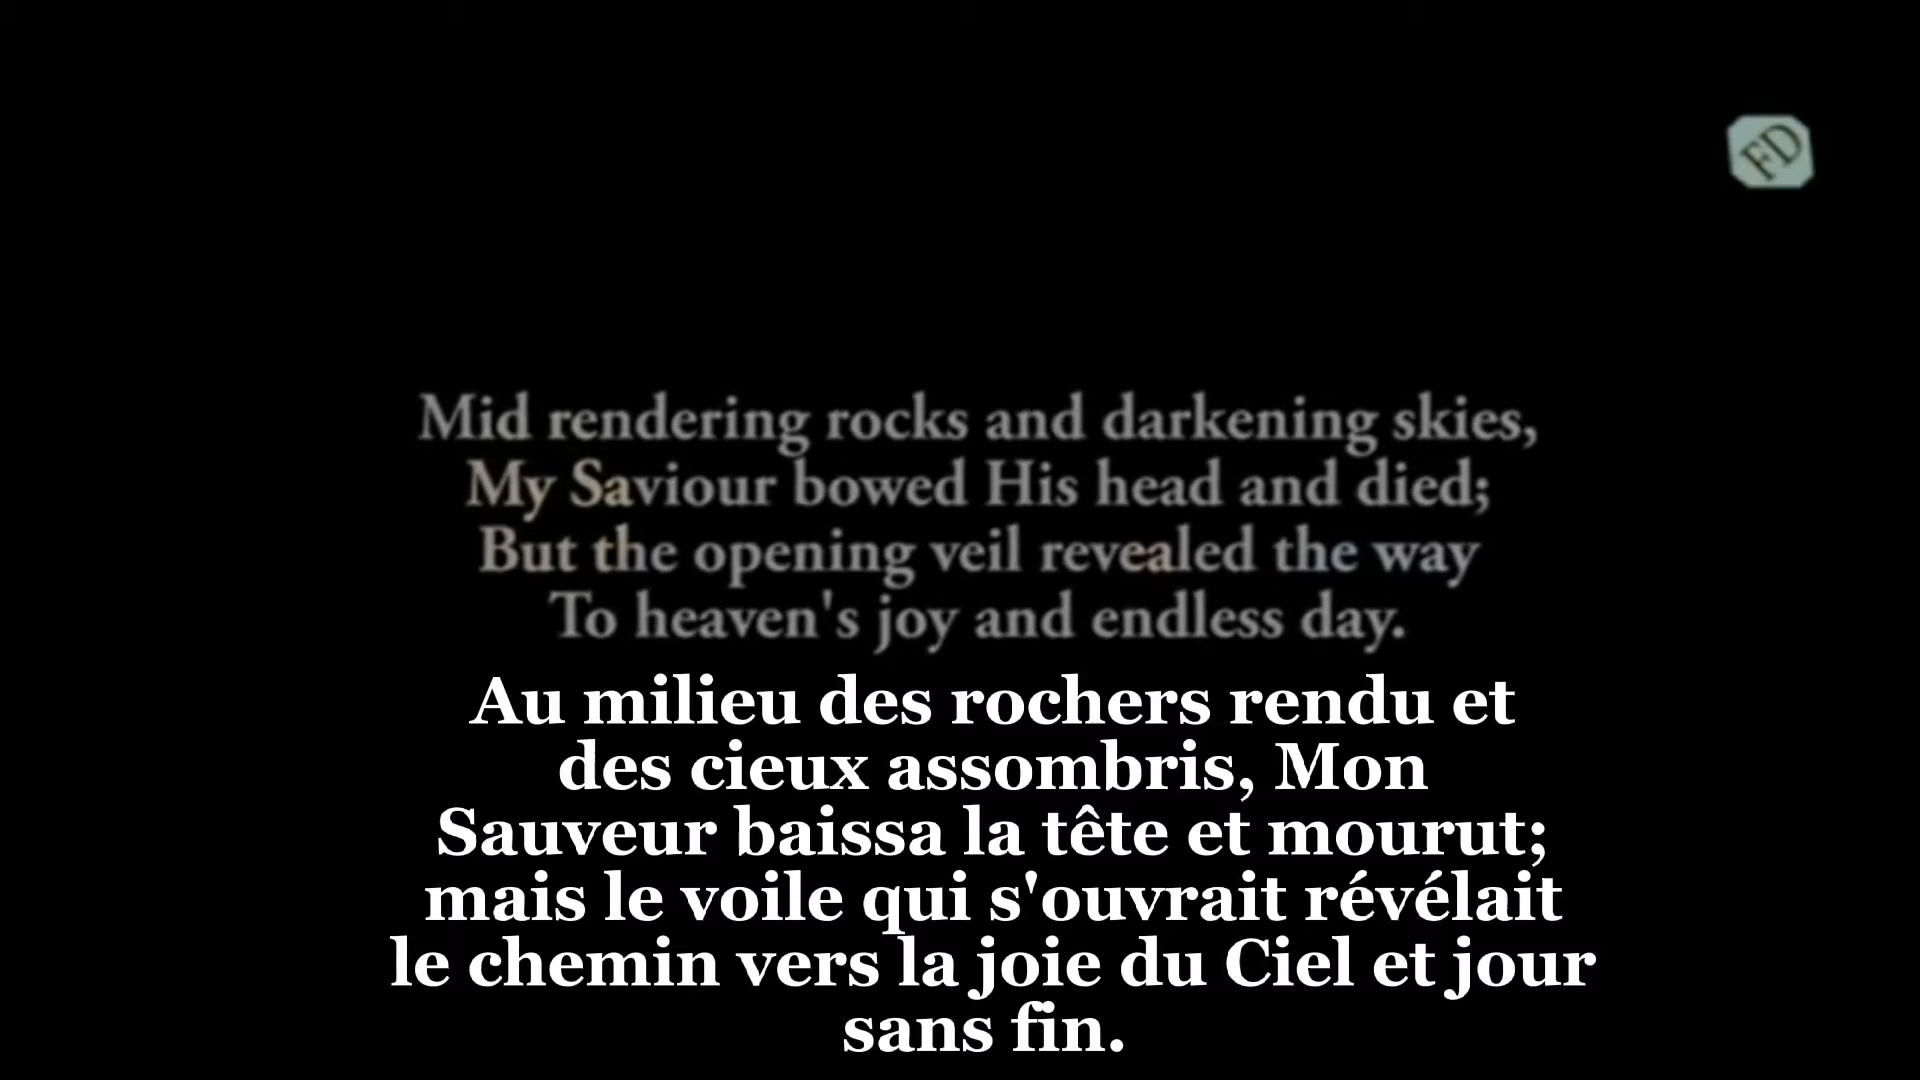 FD
Mid rendering rocks and darkening skies,
My Saviour bowed His head and died;
But the opening veil revealed the way
To heaven's joy and endless day.
Au milieu des rochers rendu et
des cieux assombris, Mon
Sauveur baissa la tête et mourut;
mais le voile qui s'ouvrait révélait
le chemin vers la joie du Ciel et jour
sans fin.